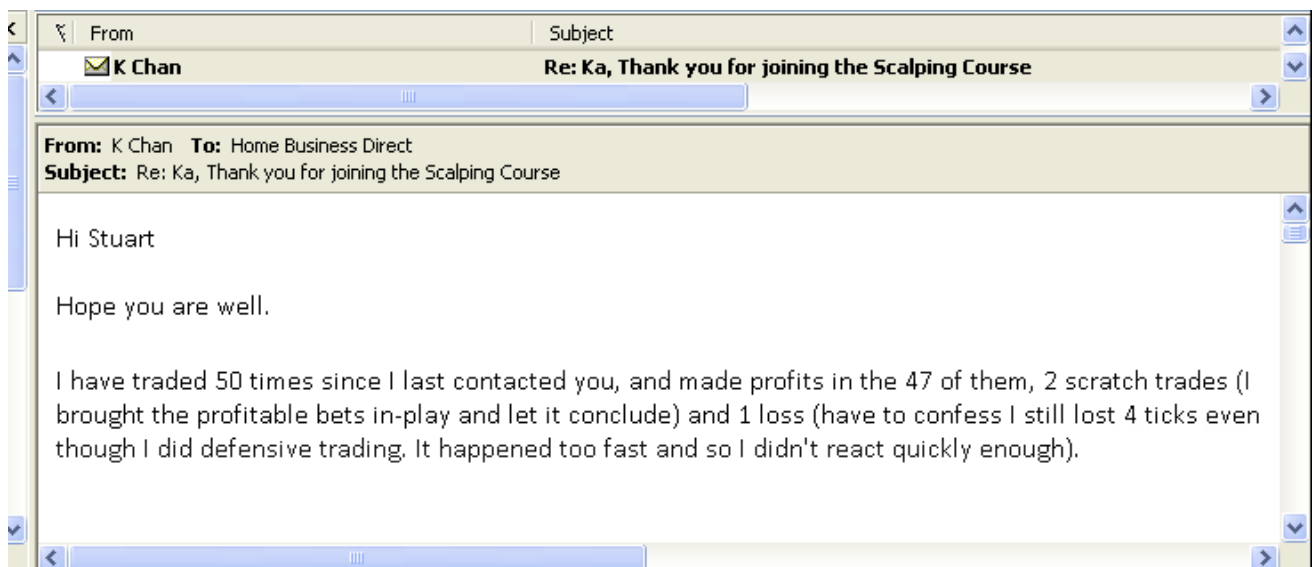 From Subject
K Chan Re: Ka, Thank you for joining the Scalping Course
From: K Chan To: Home Business Direct
Subject: Re: Ka, Thank you for joining the Scalping Course
Hi Stuart
Hope you are well.
I have traded 50 times since I last contacted you, and made profits in the 47 of them, 2 scratch trades (I
brought the profitable bets in-play and let it conclude) and 1 loss (have to confess I still lost 4 ticks even
though I did defensive trading. It happened too fast and so I didn't react quickly enough).